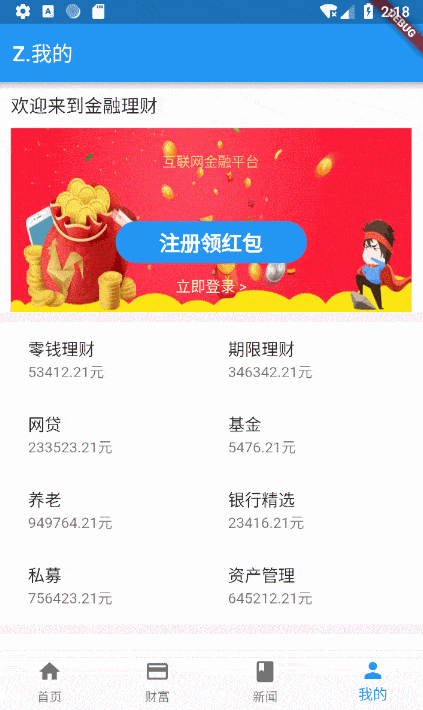 2:18
DEBUG
Z.我的
欢迎来到金融理财
互联网金融平台
注册领红包
立即登录 >
零钱理财
53412.21元
期限理财
346342.21元
网贷
233523.21元
基金
5476.21元
养老
949764.21元
银行精选
23416.21元
私募
756423.21元
资产管理
645212.21元
首页
财富
新闻
我的